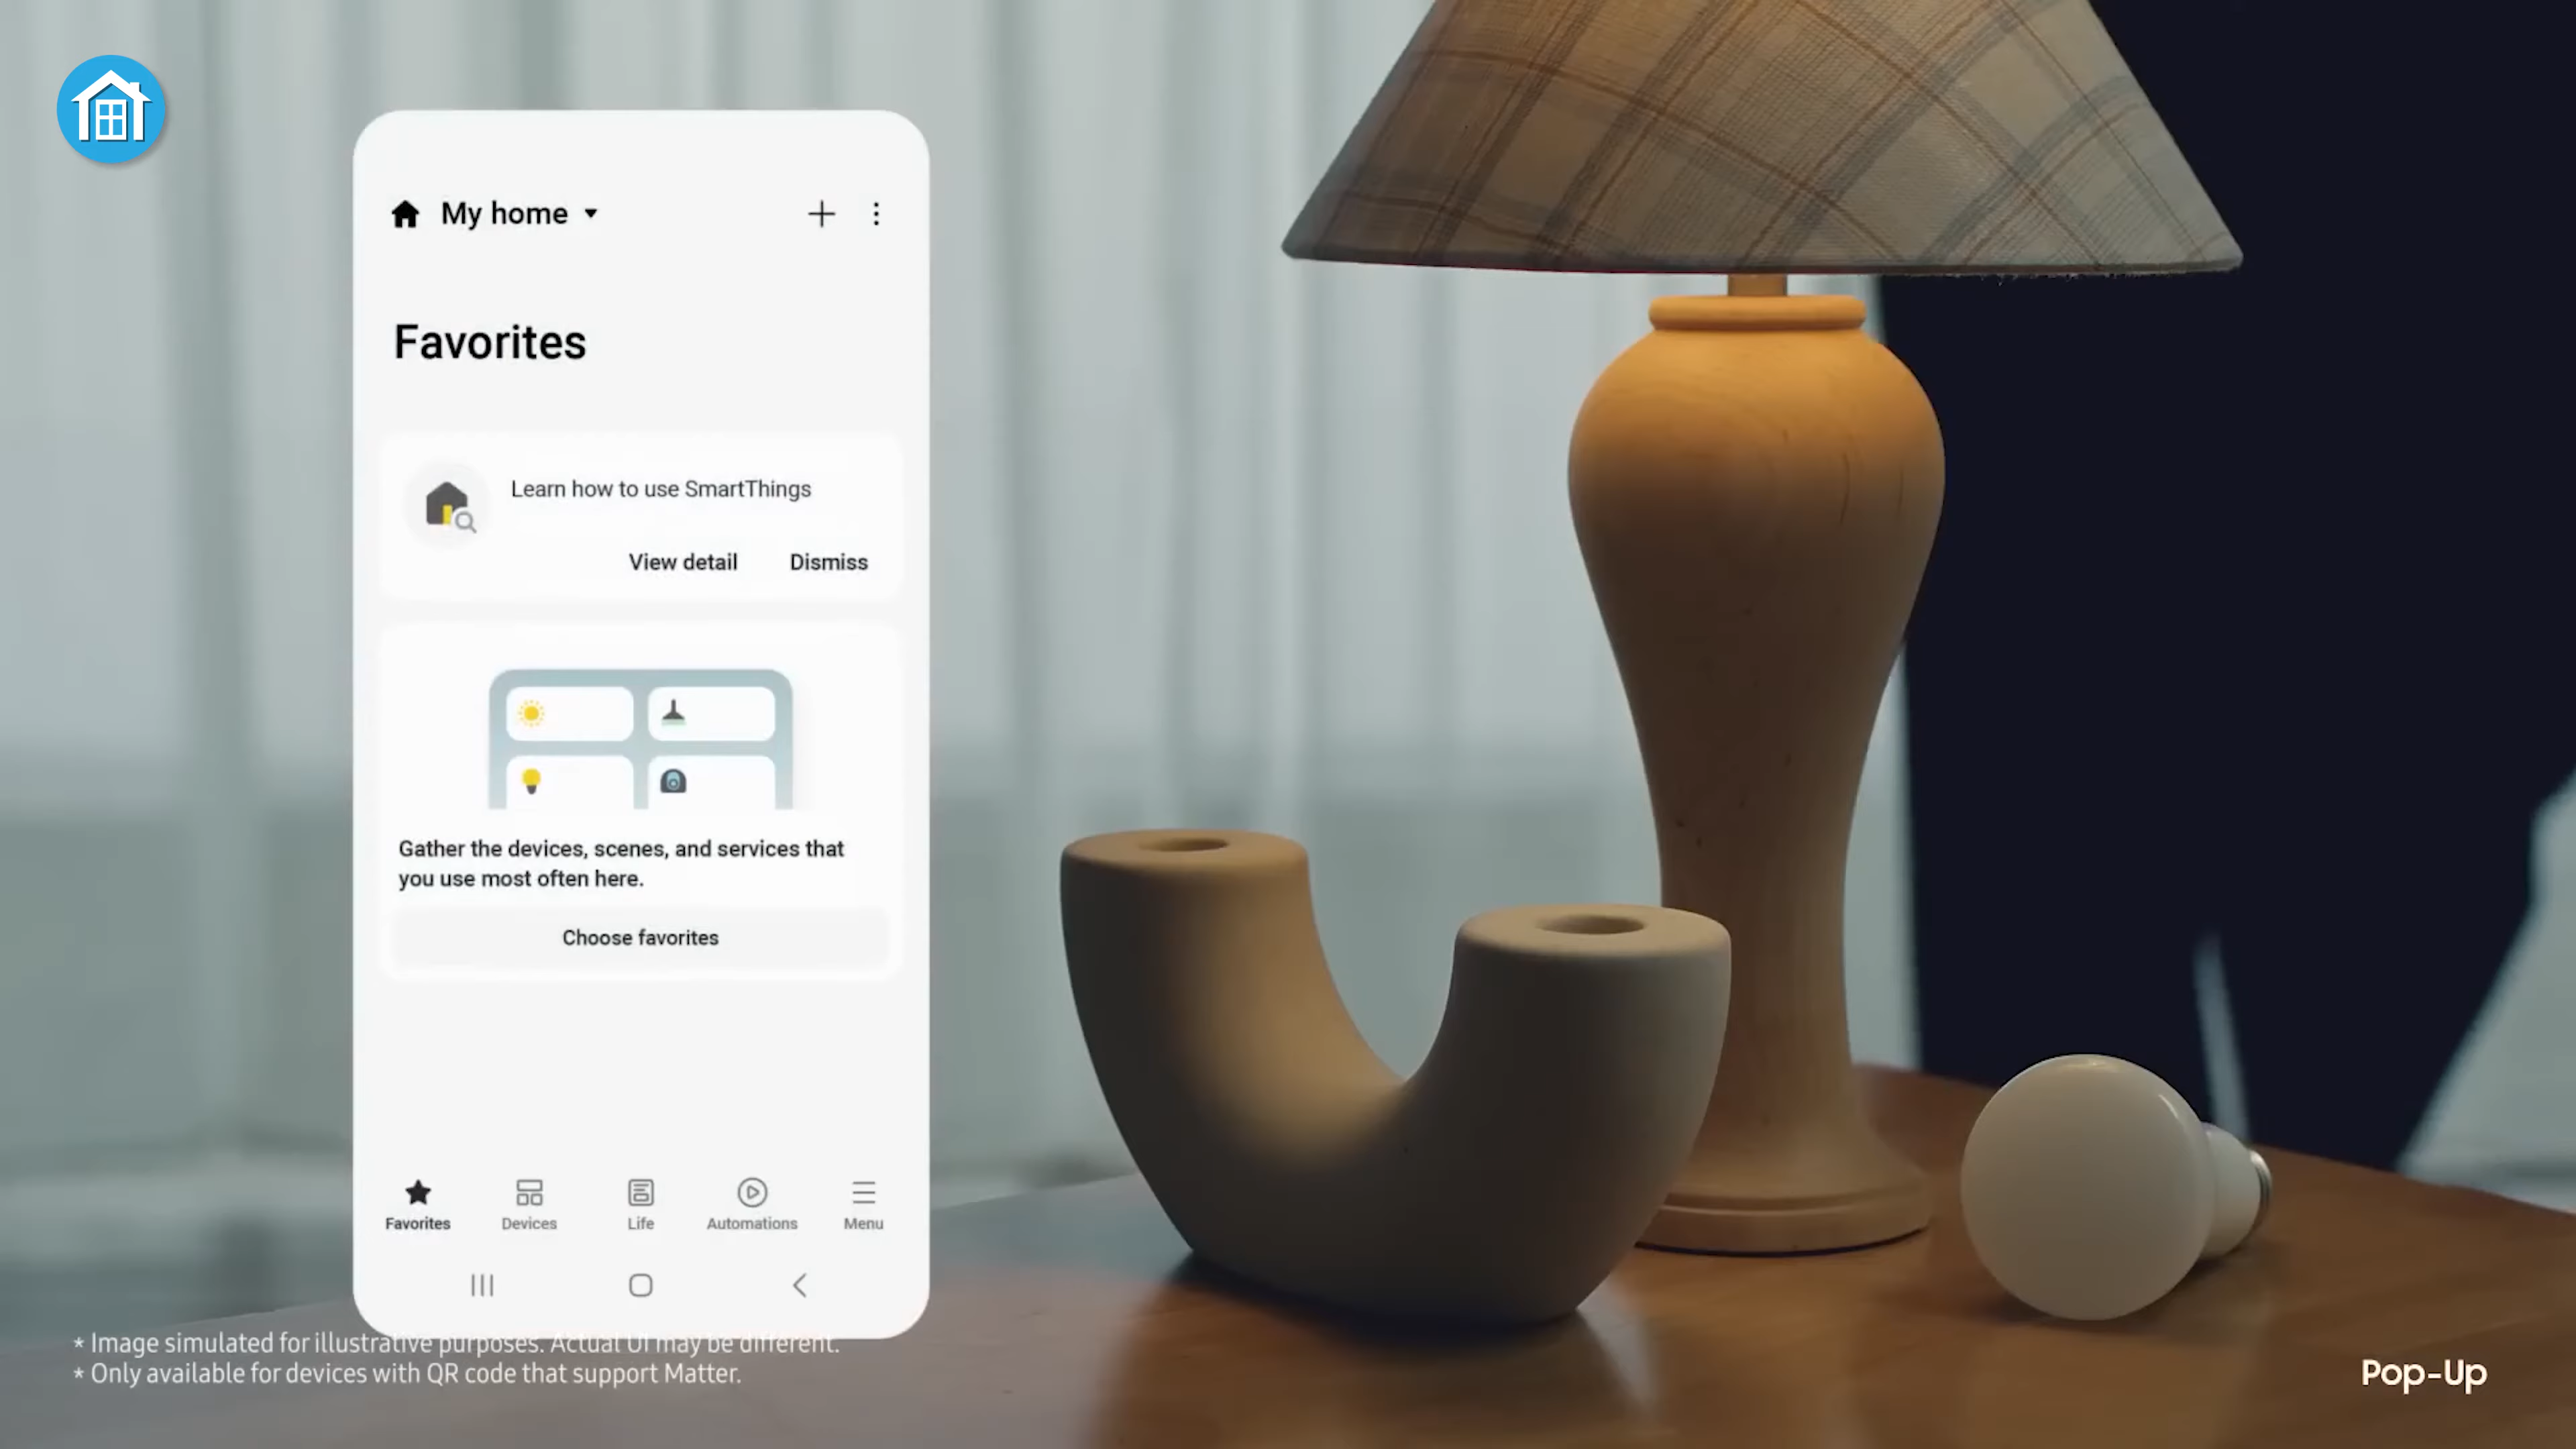 My home
Favorites
Learn how to use SmartThings
View detail Dismiss
Gather the devices, scenes, and services that
you use most often here.
Choose favorites
Favorites Devices Life Automations Menu
* Image simulated for illustrative purposes. Actual UI may be different.
* Only available for devices with QR code that support Matter.
Pop-Up